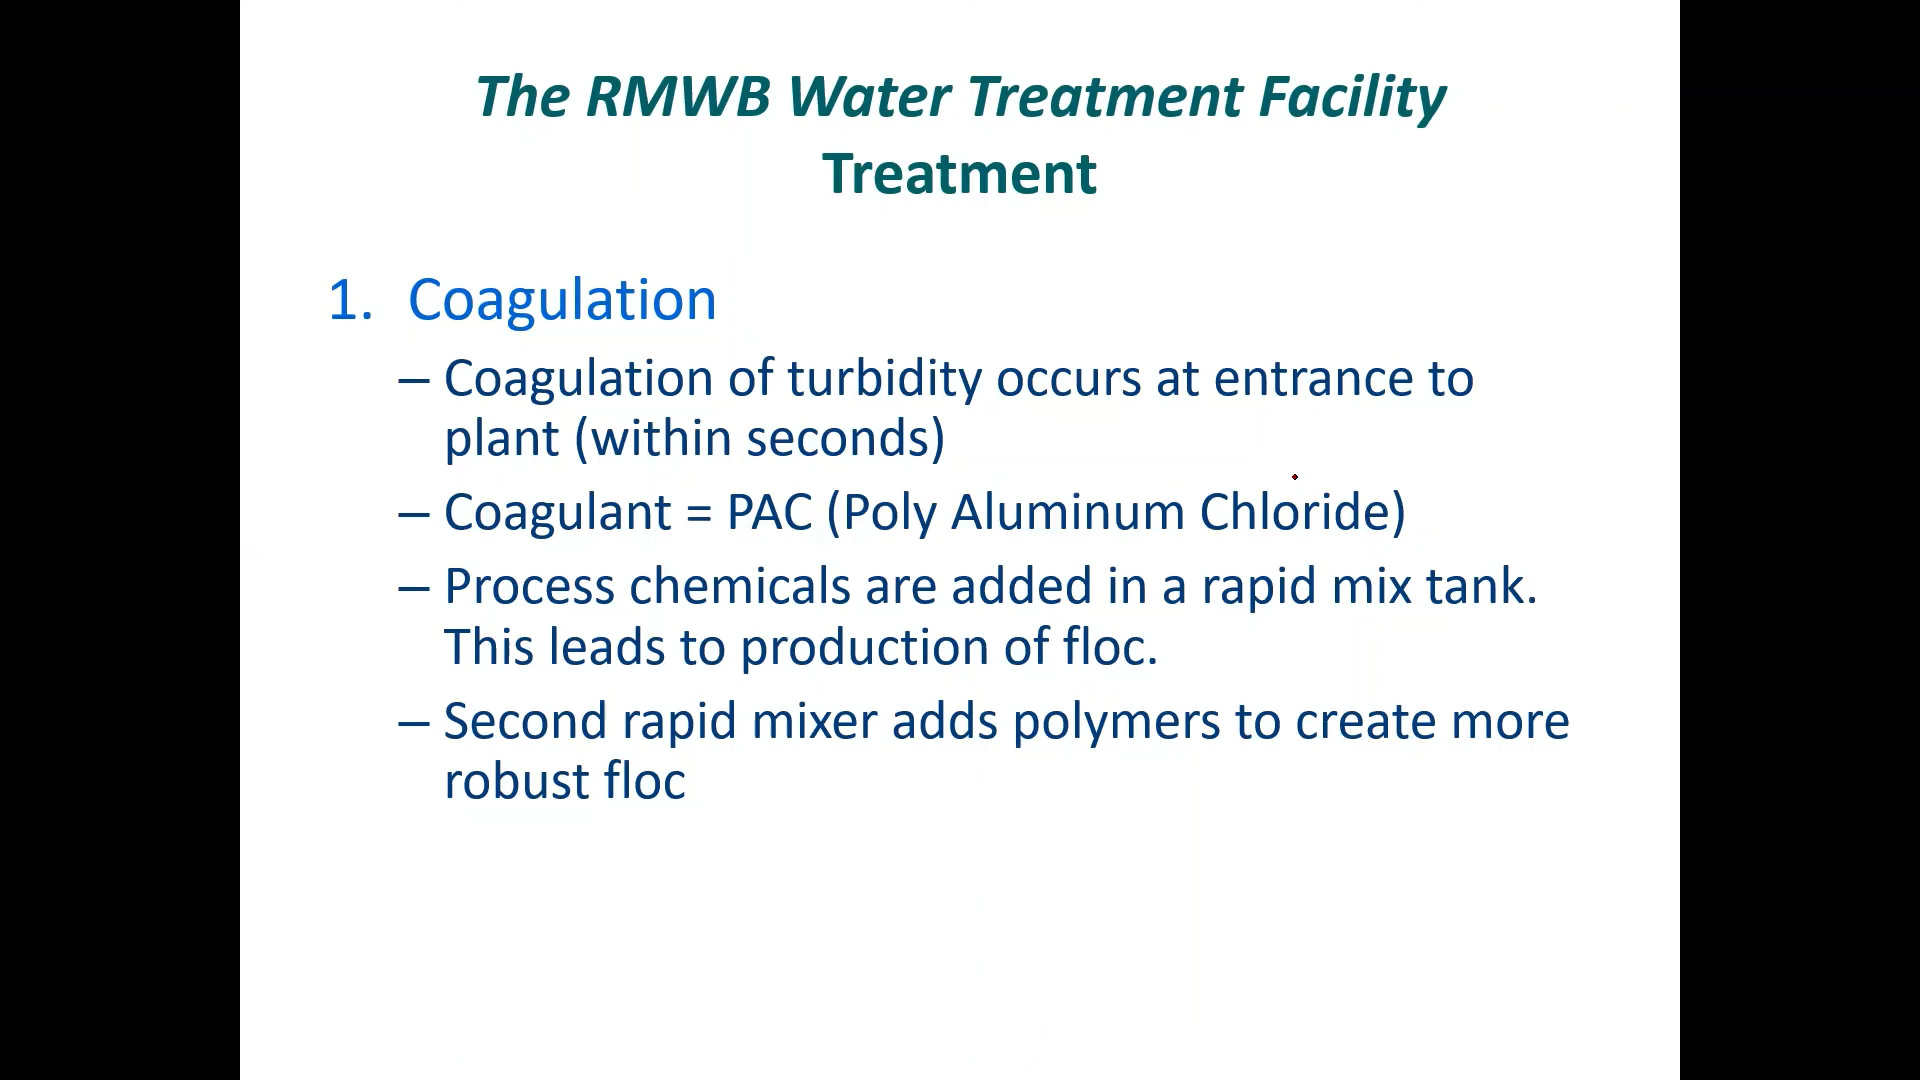 The RMWB Water Treatment Facility
Treatment
1. Coagulation
– Coagulation of turbidity occurs at entrance to
plant (within seconds)
– Coagulant = PAC (Poly Aluminum Chloride)
– Process chemicals are added in a rapid mix tank.
This leads to production of floc.
– Second rapid mixer adds polymers to create more
robust floc